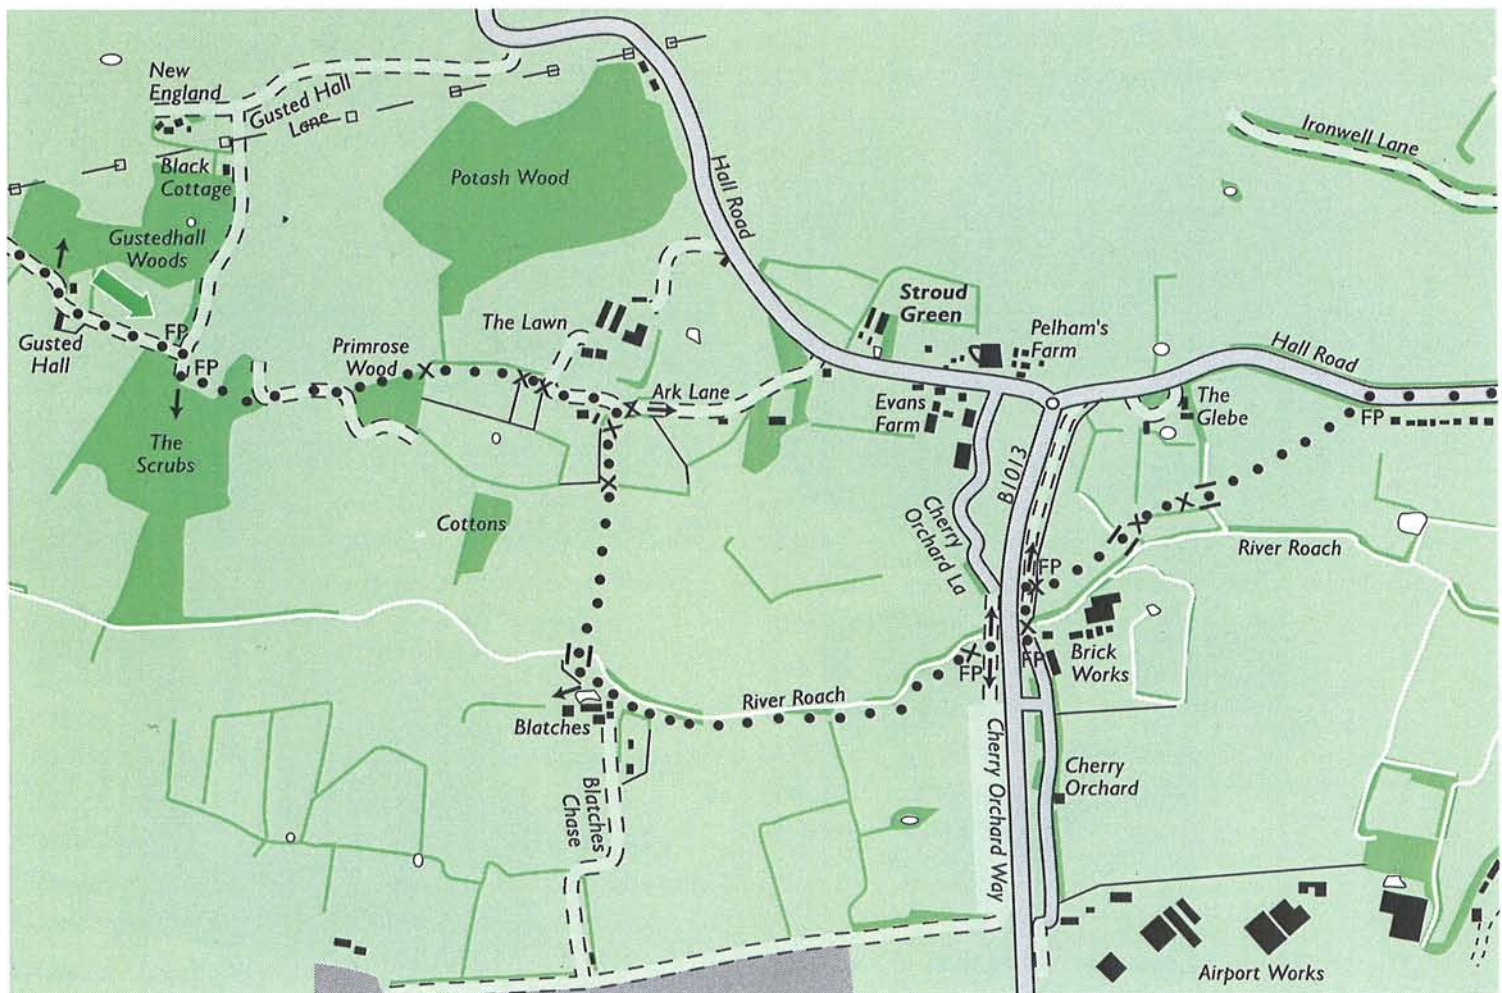 New
England
Gusted Hall
Lane
Black
Cottage
Potash Wood
Hall Road
Ironwell Lane
Gustedhall
Woods
Gusted
Hall
FP
FP
The Lawn
Primrose
Wood
Stroud
Green
Pelham's
Farm
Hall Road
Ark Lane
Evans
Farm
The
Glebe
FP
The
Scrubs
B1013
Cottons
Cherry
Orchard La
FP
River Roach
FP
FP
Brick
Works
River Roach
Blatches
Blatches
Chase
Cherry Orchard Way
Cherry
Orchard
Airport Works